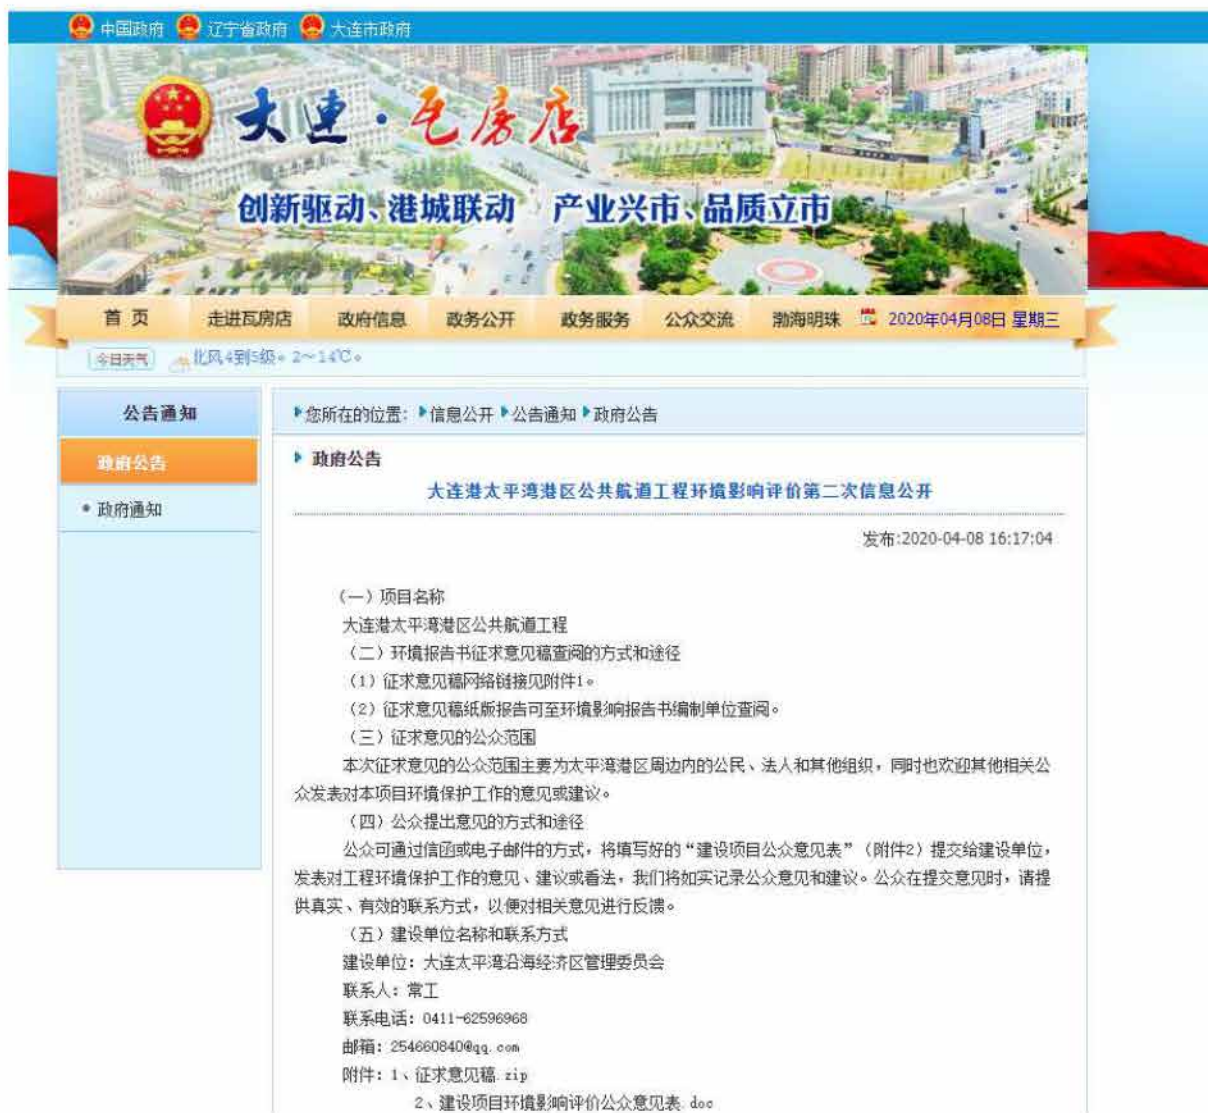 中国政府 辽宁省政府 大连市政府
大连·瓦房店
创新驱动、港城联动 产业兴市、品质立市
首 页 走进瓦房店 政府信息 政务公开 政务服务 公众交流 渤海明珠 2020年04月08日 星期三
今日天气 北风4到5级。2～14℃。
公告通知
政府公告
政府通知
您所在的位置： 信息公开 公告通知 政府公告
政府公告
大连港太平湾港区公共航道工程环境影响评价第二次信息公开
发布:2020-04-08 16:17:04
（一）项目名称
大连港太平湾港区公共航道工程
（二）环境报告书征求意见稿查阅的方式和途径
（1）征求意见稿网络链接见附件1。
（2）征求意见稿纸版报告可至环境影响报告书编制单位查阅。
（三）征求意见的公众范围
本次征求意见的公众范围主要为太平湾港区周边内的公民、法人和其他组织，同时也欢迎其他相关公
众发表对本项目环境保护工作的意见或建议。
（四）公众提出意见的方式和途径
公众可通过信函或电子邮件的方式，将填写好的“建设项目公众意见表”（附件2）提交给建设单位，
发表对工程环境保护工作的意见、建议或看法，我们将如实记录公众意见和建议。公众在提交意见时，请提
供真实、有效的联系方式，以便对相关意见进行反馈。
（五）建设单位名称和联系方式
建设单位：大连太平湾沿海经济区管理委员会
联系人：常工
联系电话：0411-62596968
邮箱：254660840@qq.com
附件：1、征求意见稿.zip
2、建设项目环境影响评价公众意见表.doc